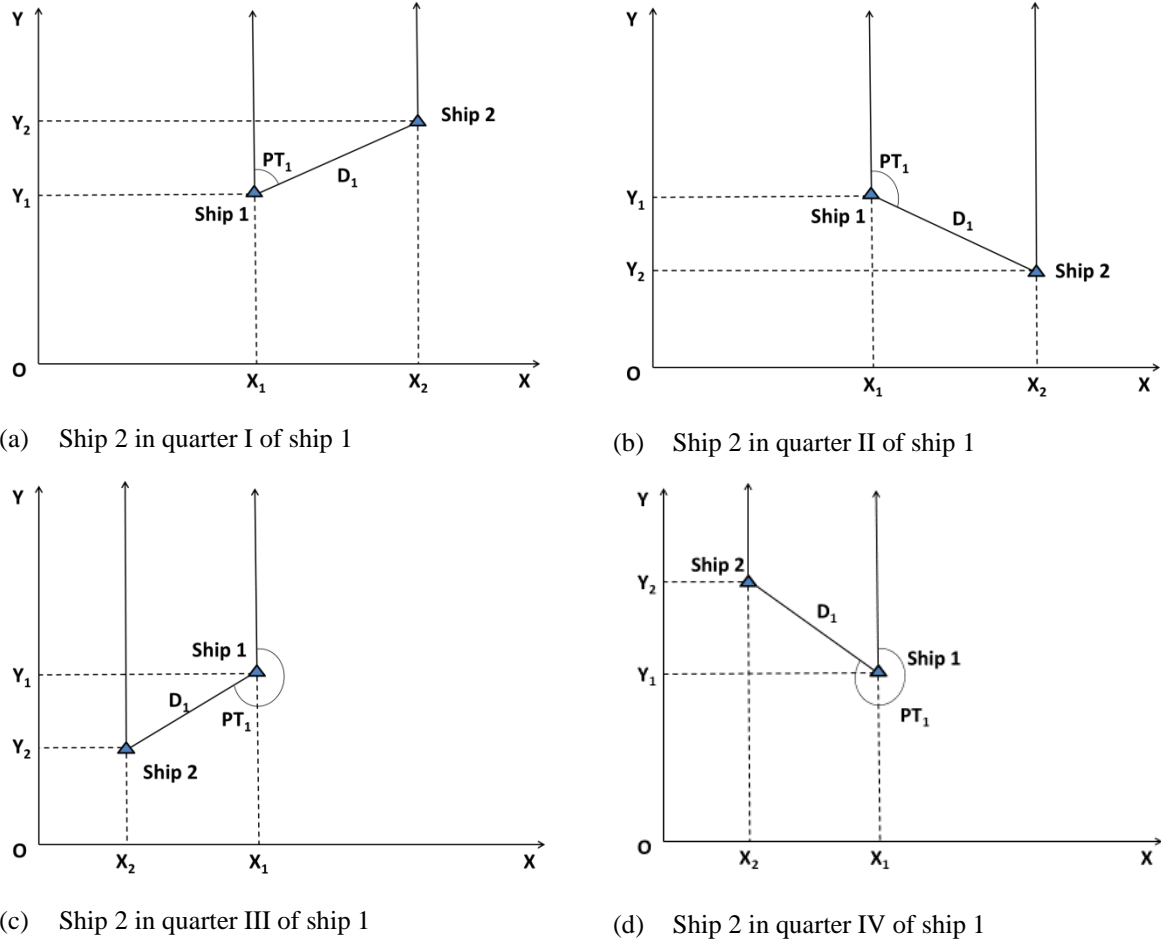 Y
Y₂
Ship 2
PT₁
D₁
Y₁
Ship 1
O
X₁
X₂
X
(a) Ship 2 in quarter I of ship 1
Y
PT₁
Y₁
Ship 1
D₁
Y₂
Ship 2
O
X₁
X₂
X
(b) Ship 2 in quarter II of ship 1
Y
Ship 1
Y₁
D₁
PT₁
Y₂
Ship 2
O
X₂
X₁
X
(c) Ship 2 in quarter III of ship 1
Y
Ship 2
Y₂
D₁
Ship 1
Y₁
PT₁
O
X₂
X₁
X
(d) Ship 2 in quarter IV of ship 1